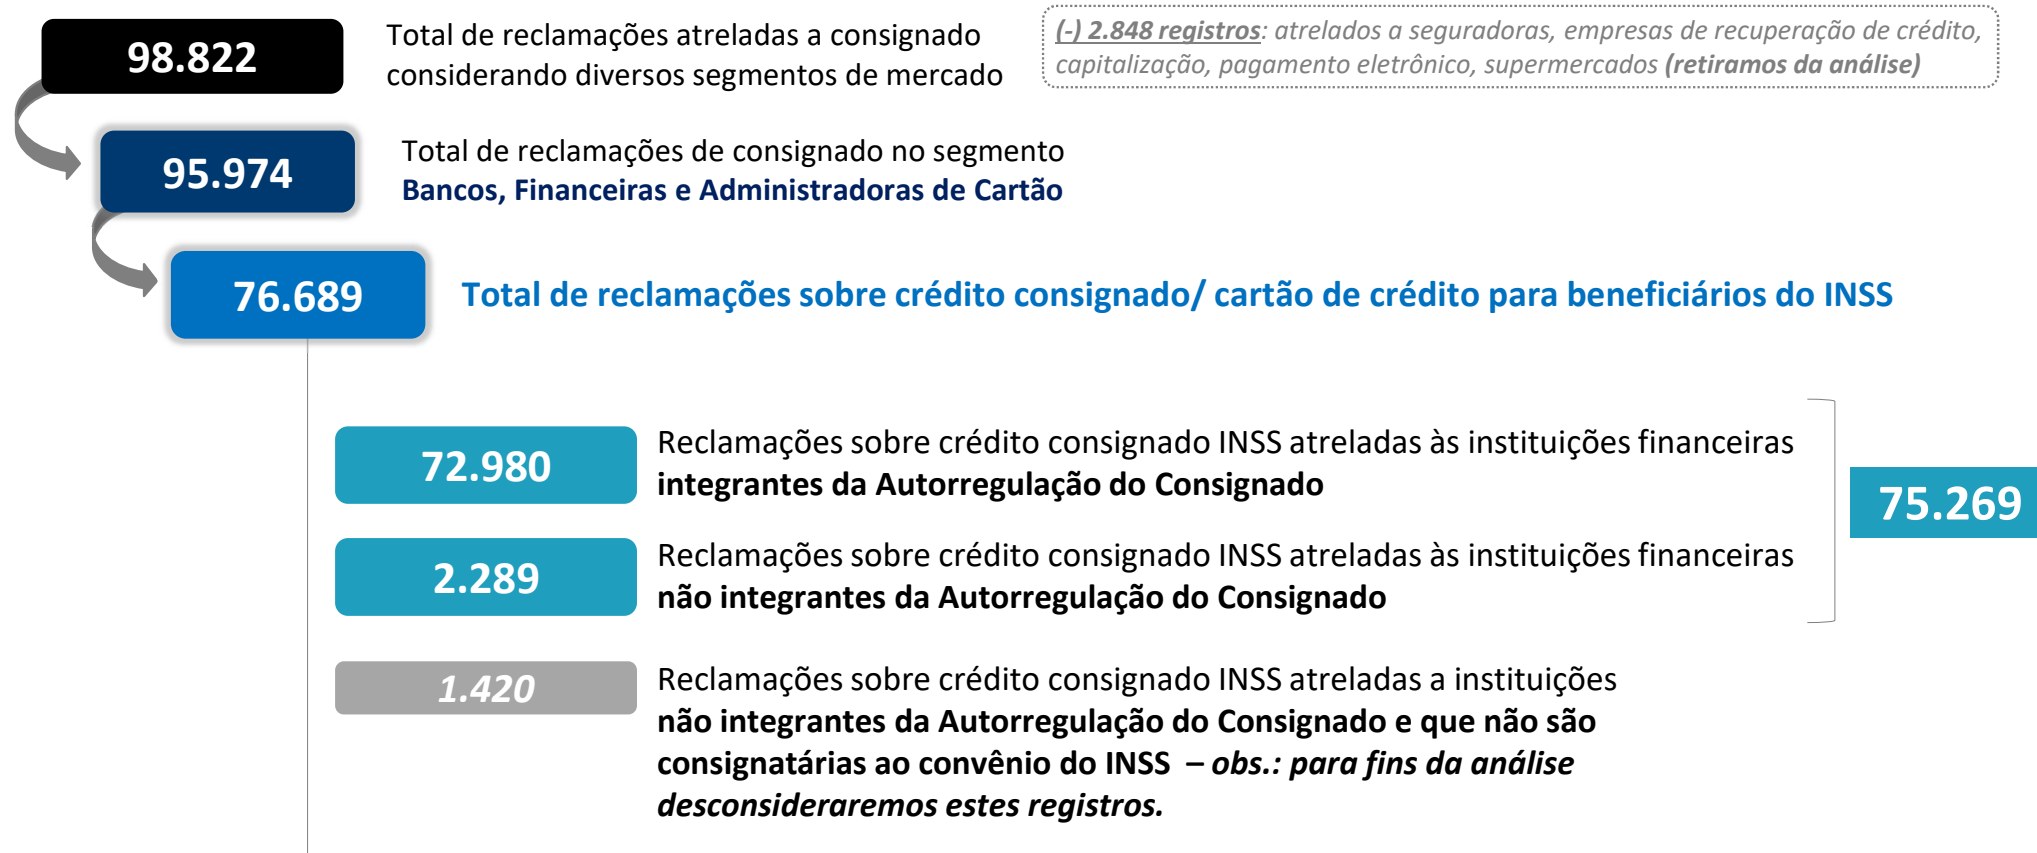 98.822
Total de reclamações atreladas a consignado
considerando diversos segmentos de mercado
(-) 2.848 registros: atrelados a seguradoras, empresas de recuperação de crédito,
capitalização, pagamento eletrônico, supermercados (retiramos da análise)
95.974
Total de reclamações de consignado no segmento
Bancos, Financeiras e Administradoras de Cartão
76.689
Total de reclamações sobre crédito consignado/ cartão de crédito para beneficiários do INSS
72.980
Reclamações sobre crédito consignado INSS atreladas às instituições financeiras
integrantes da Autorregulação do Consignado
75.269
2.289
Reclamações sobre crédito consignado INSS atreladas às instituições financeiras
não integrantes da Autorregulação do Consignado
1.420
Reclamações sobre crédito consignado INSS atreladas a instituições
não integrantes da Autorregulação do Consignado e que não são
consignatárias ao convênio do INSS – obs.: para fins da análise
desconsideraremos estes registros.